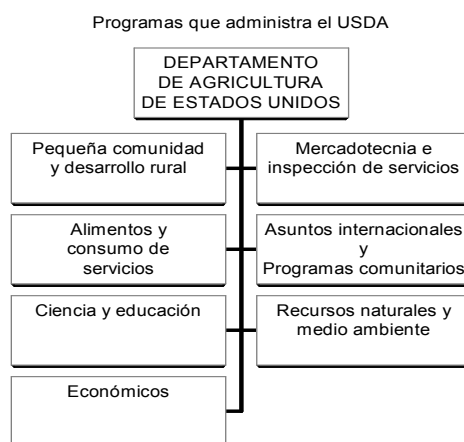 Programas que administra el USDA
DEPARTAMENTO
DE AGRICULTURA
DE ESTADOS UNIDOS
Pequeña comunidad
y desarrollo rural
Mercadotecnia e
inspección de servicios
Alimentos y
consumo de
servicios
Asuntos internacionales
y
Programas comunitarios
Ciencia y educación
Recursos naturales y
medio ambiente
Económicos